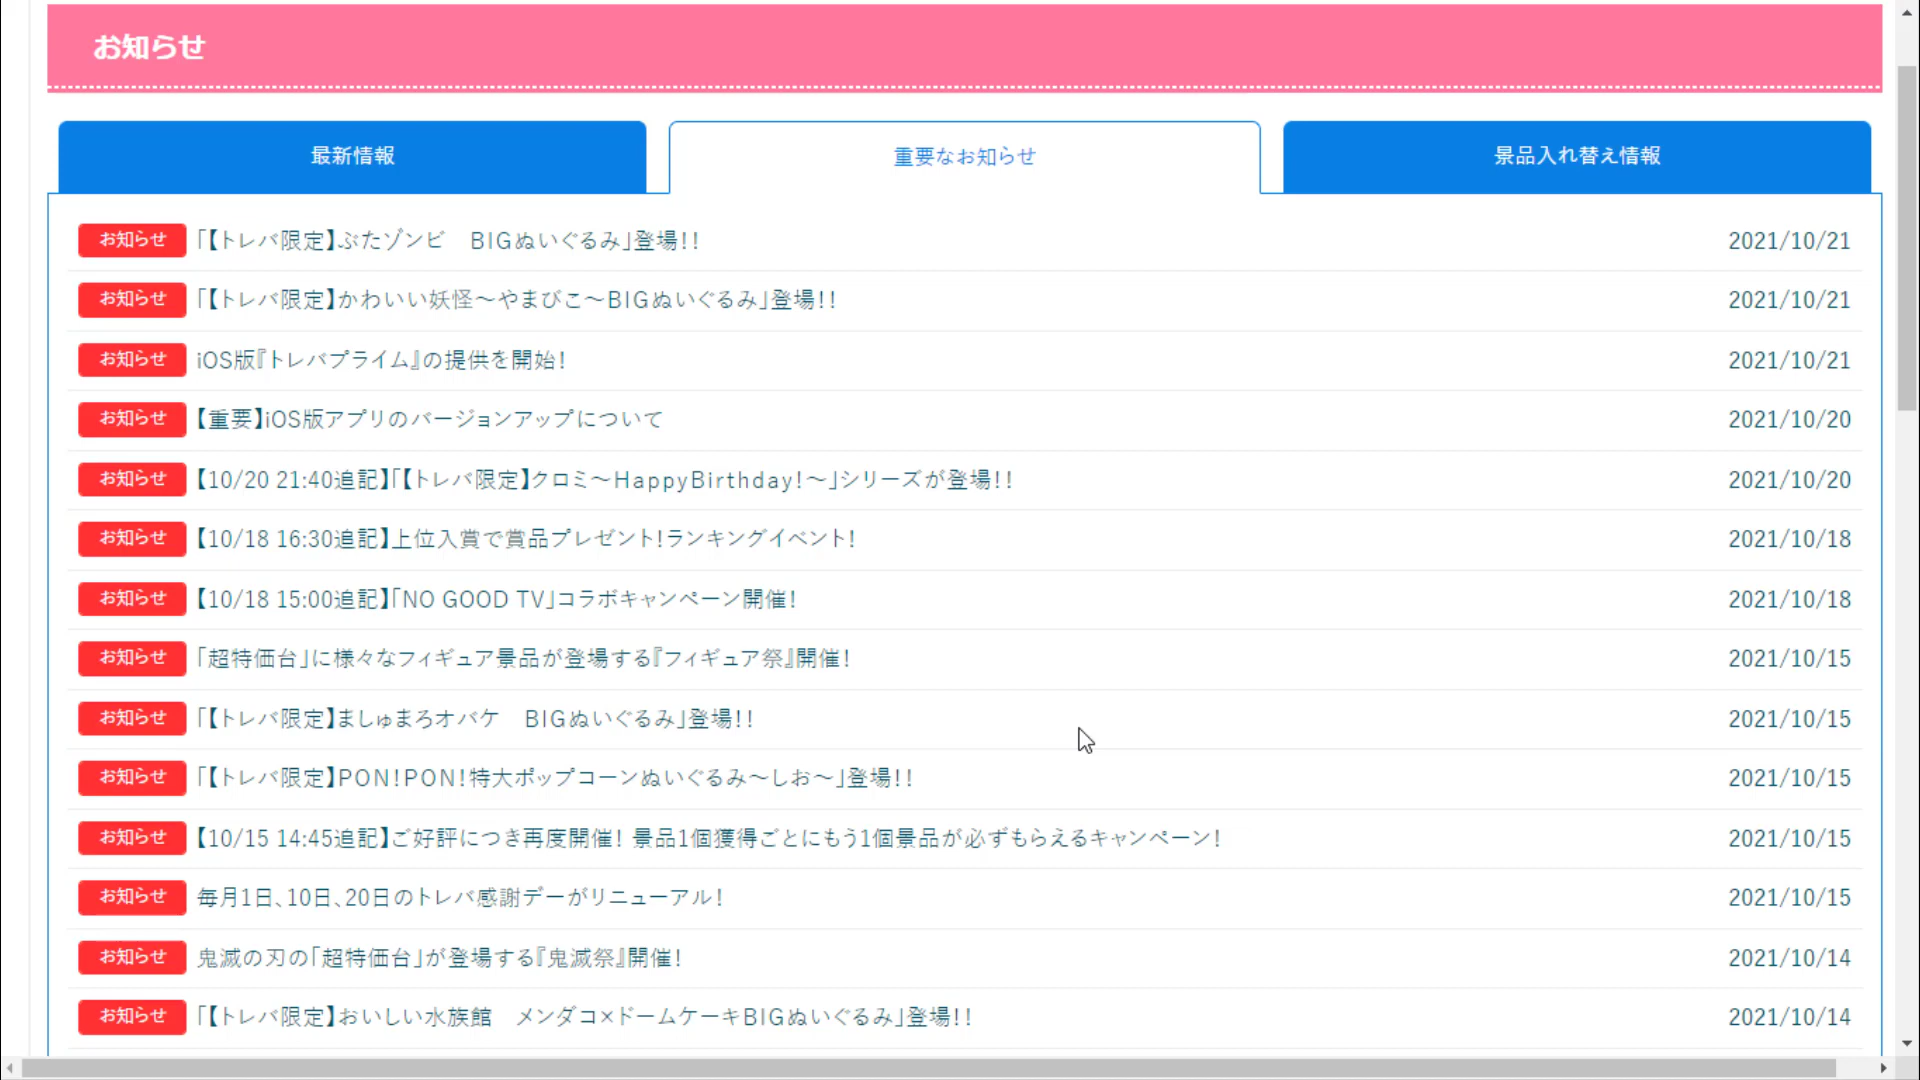 お知らせ
最新情報 重要なお知らせ 景品入れ替え情報
お知らせ 「【トレバ限定】ぶたゾンビ　BIGぬいぐるみ」登場!! 2021/10/21
お知らせ 「【トレバ限定】かわいい妖怪～やまびこ～BIGぬいぐるみ」登場!! 2021/10/21
お知らせ iOS版『トレバプライム』の提供を開始! 2021/10/21
お知らせ 【重要】iOS版アプリのバージョンアップについて 2021/10/20
お知らせ 【10/20 21:40追記】「【トレバ限定】クロミ～HappyBirthday!～」シリーズが登場!! 2021/10/20
お知らせ 【10/18 16:30追記】上位入賞で賞品プレゼント!ランキングイベント! 2021/10/18
お知らせ 【10/18 15:00追記】「NO GOOD TV」コラボキャンペーン開催! 2021/10/18
お知らせ 「超特価台」に様々なフィギュア景品が登場する『フィギュア祭』開催! 2021/10/15
お知らせ 「【トレバ限定】ましゅまろオバケ　BIGぬいぐるみ」登場!! 2021/10/15
お知らせ 「【トレバ限定】PON!PON!特大ポップコーンぬいぐるみ～しお～」登場!! 2021/10/15
お知らせ 【10/15 14:45追記】ご好評につき再度開催! 景品1個獲得ごとにもう1個景品が必ずもらえるキャンペーン! 2021/10/15
お知らせ 毎月1日、10日、20日のトレバ感謝デーがリニューアル! 2021/10/15
お知らせ 鬼滅の刃の「超特価台」が登場する『鬼滅祭』開催! 2021/10/14
お知らせ 「【トレバ限定】おいしい水族館　メンダコ×ドームケーキBIGぬいぐるみ」登場!! 2021/10/14